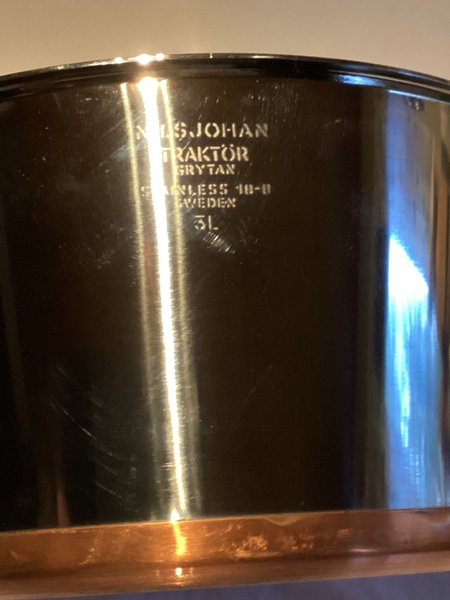 NILSJOHAN
TRAKTÖR
GRYTAN
STAINLESS 18-8
SWEDEN
3L